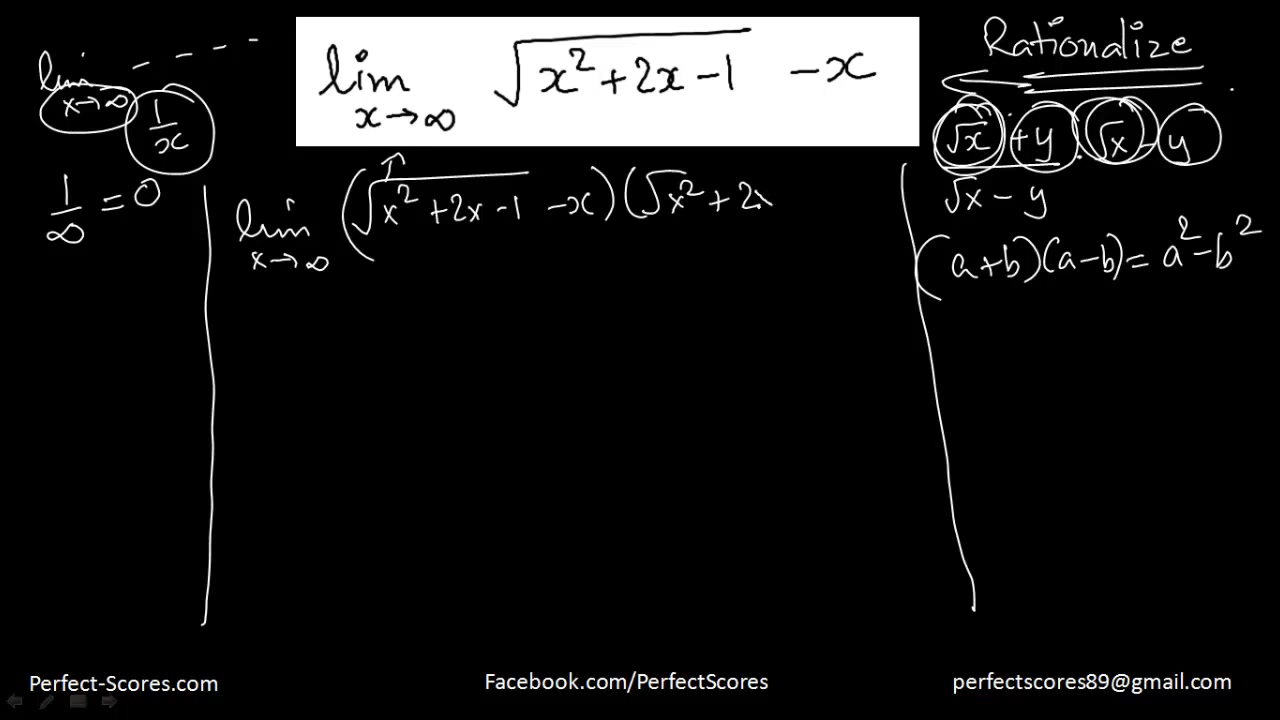 lim x→∞ - - - -
1/x
1/∞ = 0
lim x→∞ √(x² + 2x - 1) - x
lim x→∞ (√(x² + 2x - 1) - x)(√x² + 2x
Rationalize
√x + y . √x - y
√x - y
(a+b)(a-b) = a² - b²
Perfect-Scores.com
Facebook.com/PerfectScores
perfectscores89@gmail.com